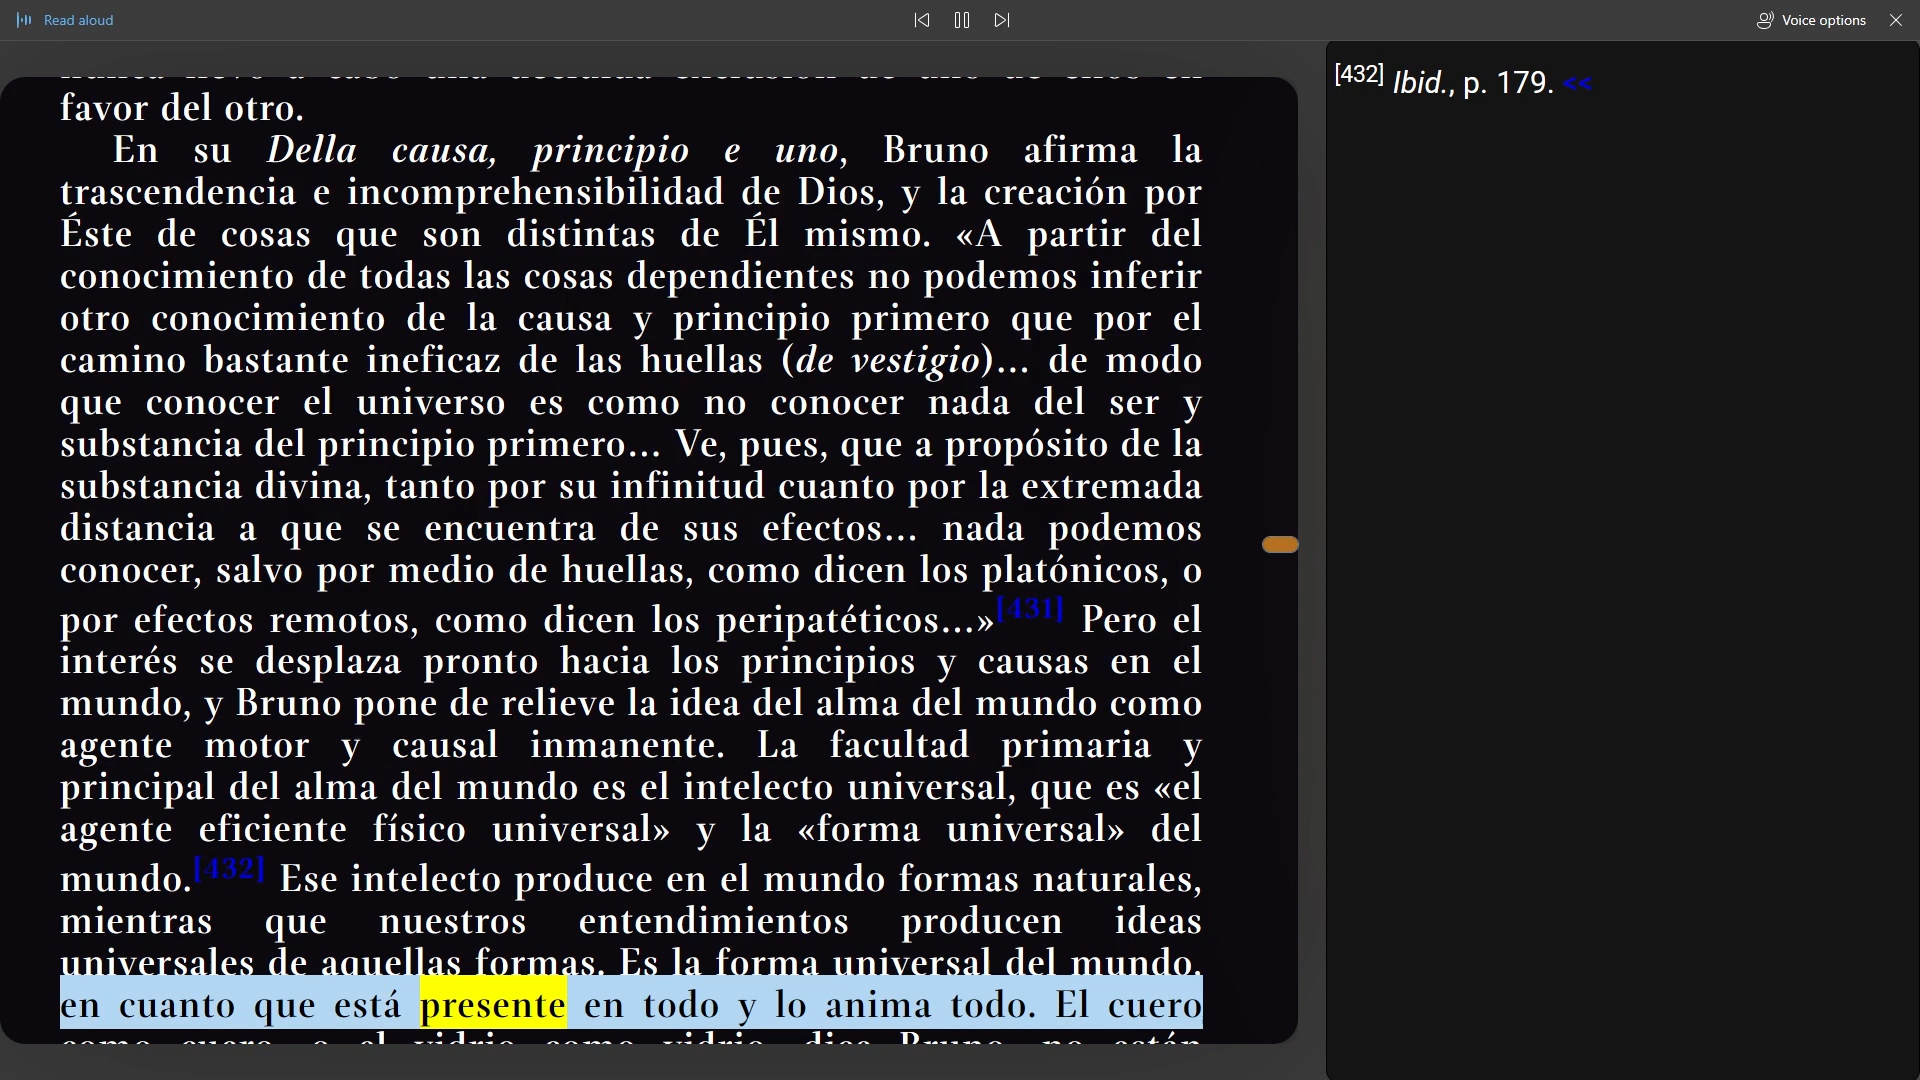 Read aloud
Voice options
favor del otro.
En su Della causa, principio e uno, Bruno afirma la
trascendencia e incomprehensibilidad de Dios, y la creación por
Éste de cosas que son distintas de Él mismo. «A partir del
conocimiento de todas las cosas dependientes no podemos inferir
otro conocimiento de la causa y principio primero que por el
camino bastante ineficaz de las huellas (de vestigio)... de modo
que conocer el universo es como no conocer nada del ser y
substancia del principio primero... Ve, pues, que a propósito de la
substancia divina, tanto por su infinitud cuanto por la extremada
distancia a que se encuentra de sus efectos... nada podemos
conocer, salvo por medio de huellas, como dicen los platónicos, o
por efectos remotos, como dicen los peripatéticos...»[431] Pero el
interés se desplaza pronto hacia los principios y causas en el
mundo, y Bruno pone de relieve la idea del alma del mundo como
agente motor y causal inmanente. La facultad primaria y
principal del alma del mundo es el intelecto universal, que es «el
agente eficiente físico universal» y la «forma universal» del
mundo.[432] Ese intelecto produce en el mundo formas naturales,
mientras que nuestros entendimientos producen ideas
universales de aquellas formas. Es la forma universal del mundo,
en cuanto que está presente en todo y lo anima todo. El cuero
como cuero, o el vidrio como vidrio, dice Bruno, no están
[432] Ibid., p. 179. <<